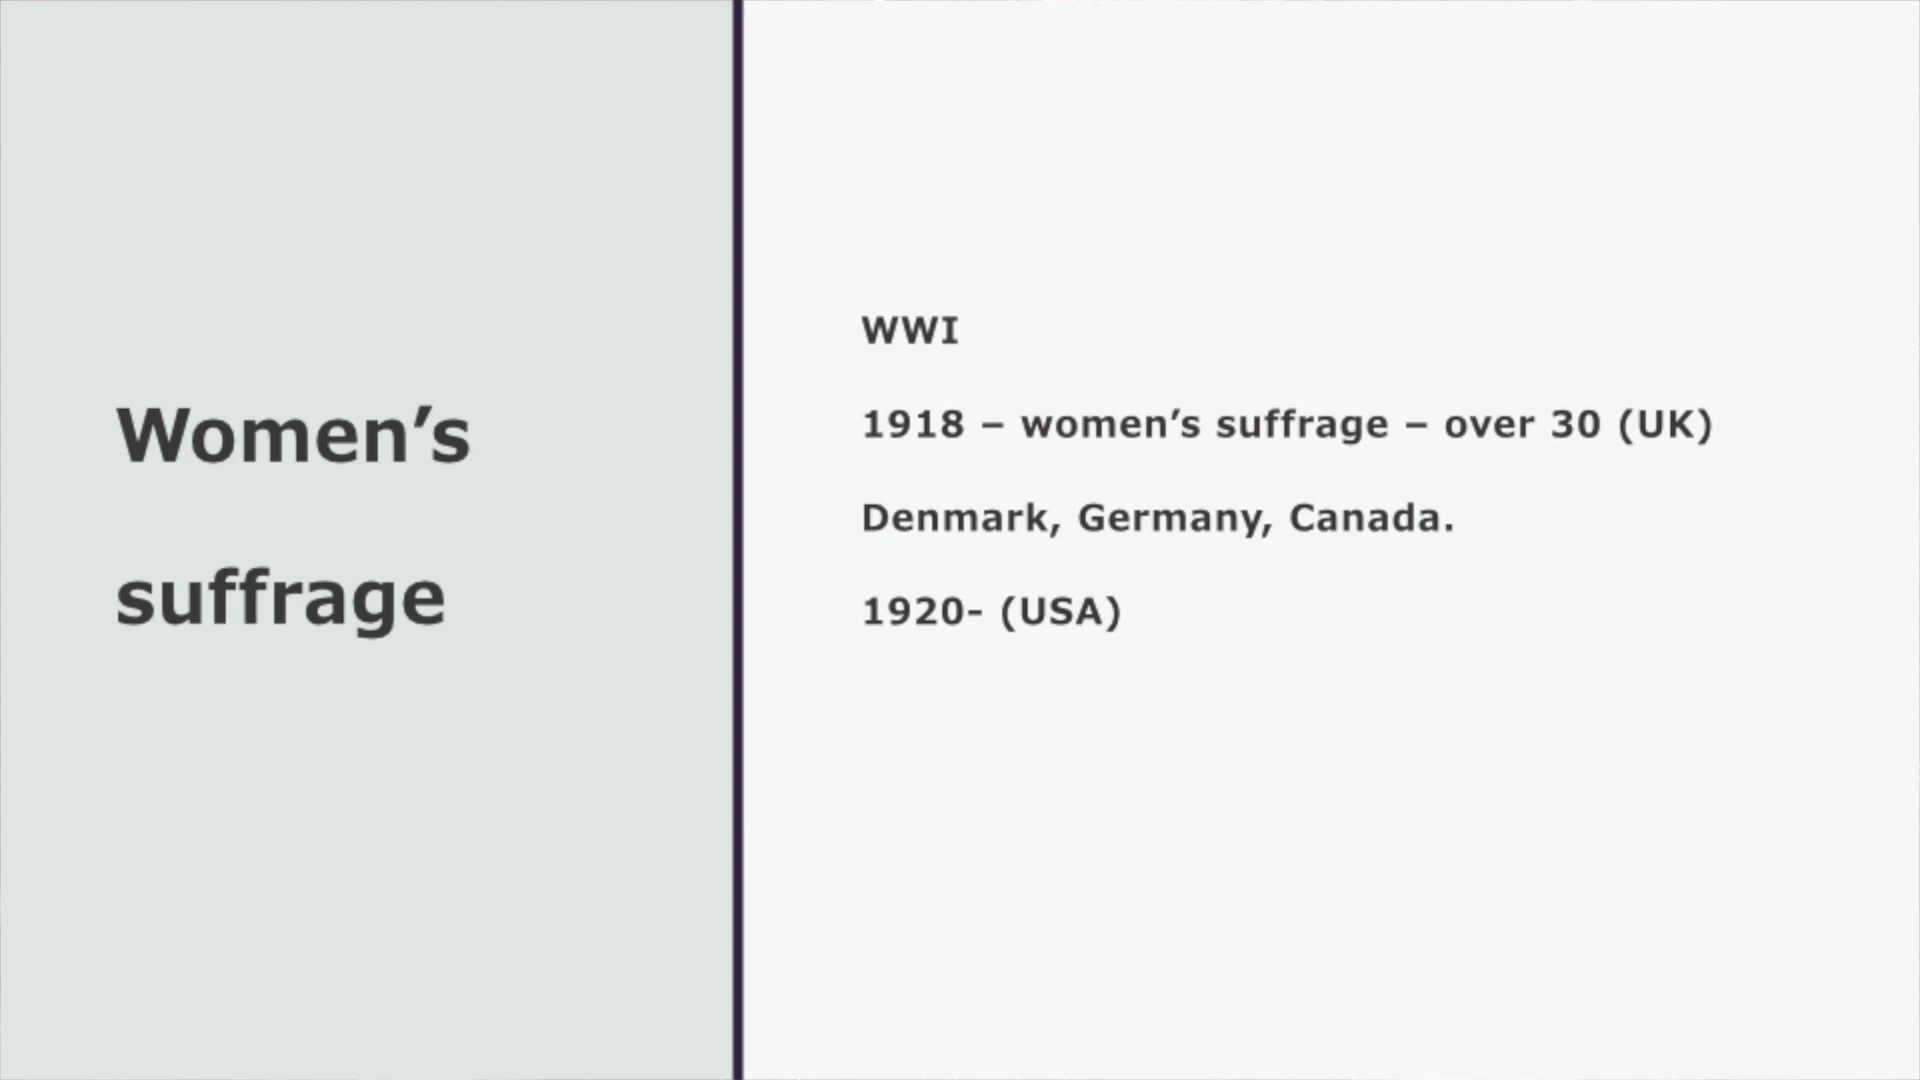 Women’s
suffrage
WWI
1918 – women’s suffrage – over 30 (UK)
Denmark, Germany, Canada.
1920- (USA)